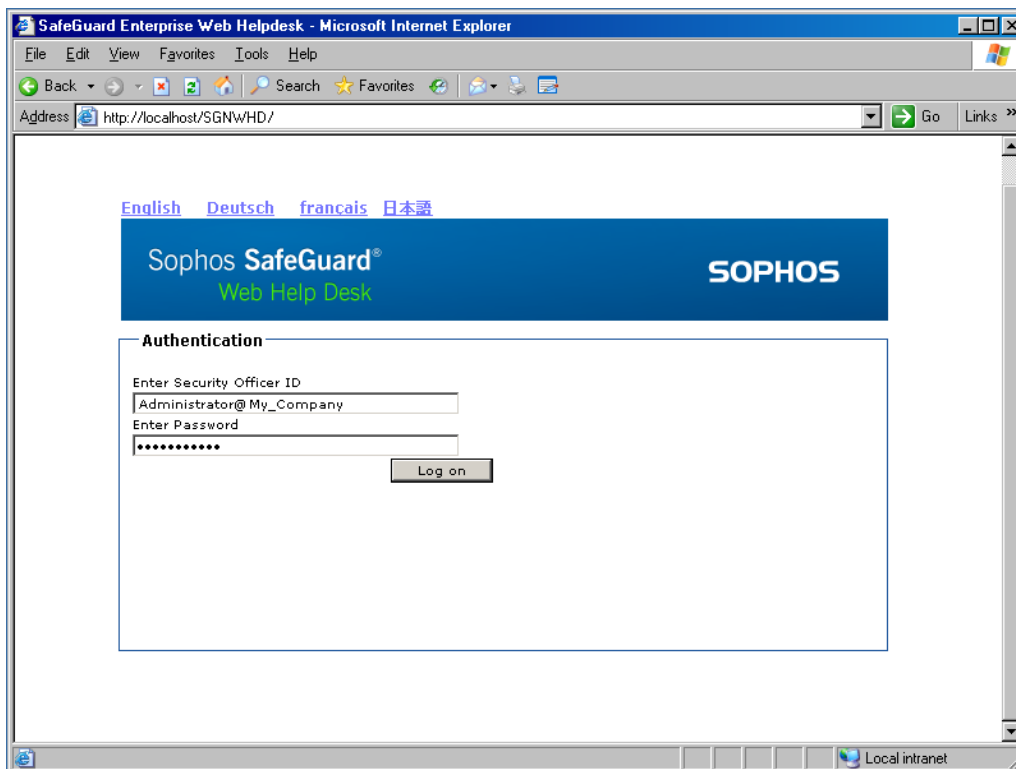 SafeGuard Enterprise Web Helpdesk - Microsoft Internet Explorer
File Edit View Favorites Tools Help
Back Search Favorites
Address http://localhost/SGNWHD/ Go Links »
English Deutsch français 日本語
Sophos SafeGuard®
Web Help Desk
SOPHOS
Authentication
Enter Security Officer ID
Administrator@My_Company
Enter Password
•••••••••••
Log on
Local intranet